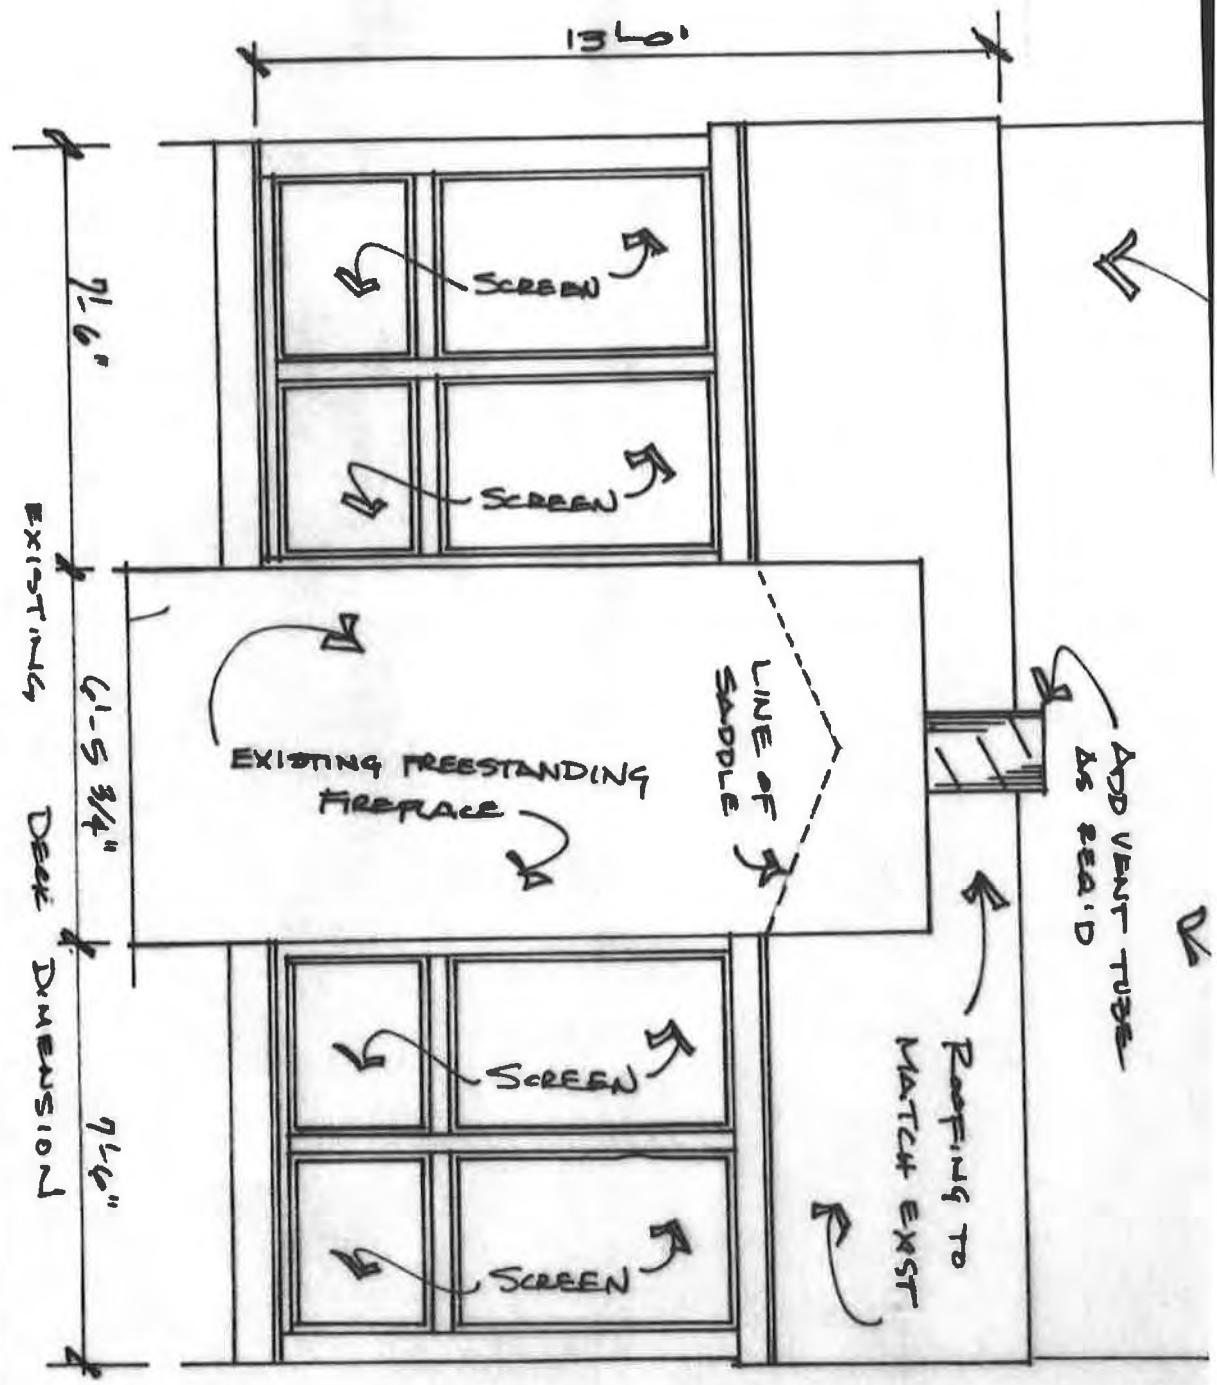 ADD VENT TUBE
AS REQ'D
ROOFING TO
MATCH EXIST
LINE OF
SADDLE
13'-0"
SCREEN
SCREEN
EXISTING FREESTANDING
FIREPLACE
SCREEN
SCREEN
7'-6"
6'-5 3/4"
7'-6"
EXISTING DECK DIMENSION